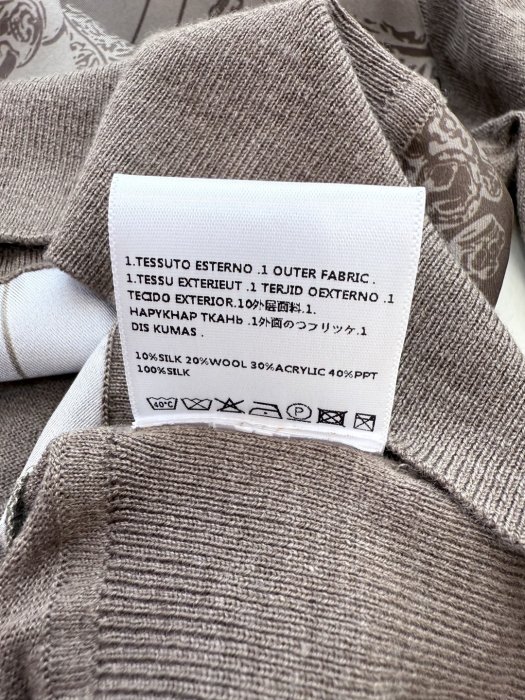 1.TESSUTO ESTERNO .1 OUTER FABRIC .
1.TESSU EXTERIEUT .1 TERJID OEXTERNO .1
TECIDO EXTERIOR.10外层面料.1.
HAPYKHAP TKAHb .1外面のつフリッケ.1
DIS KUMAS .
10%SILK 20%WOOL 30%ACRYLIC 40%PPT
100%SILK
40°C P